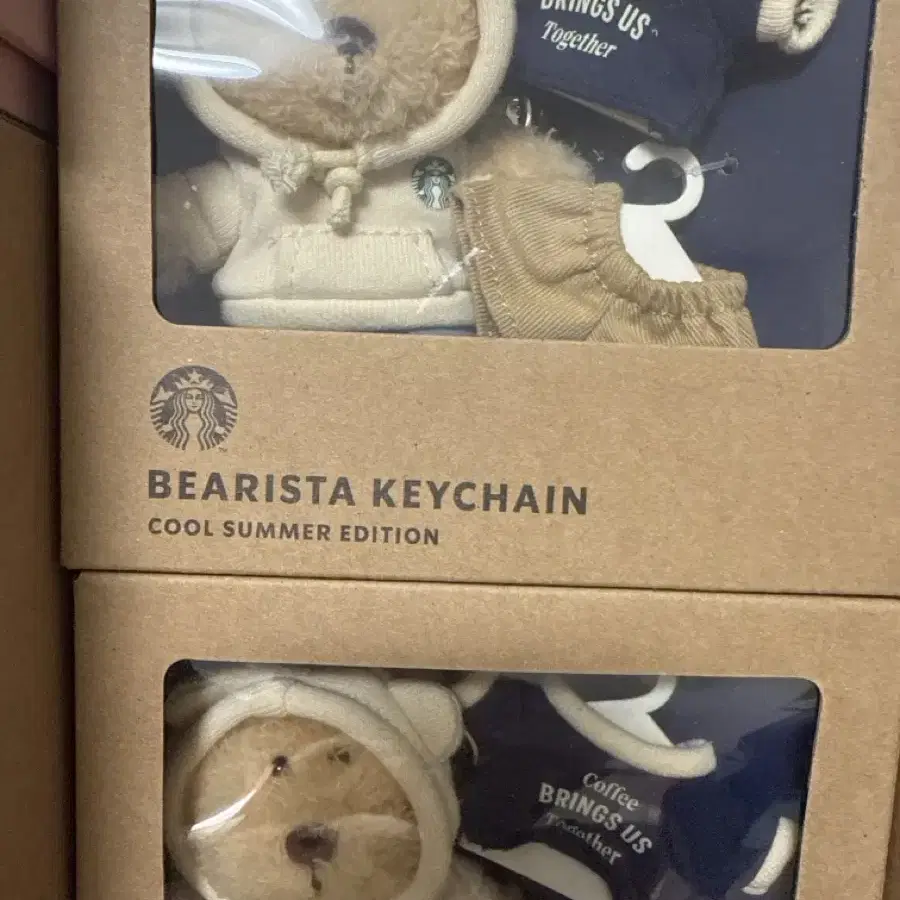 BRINGS US
Together
BEARISTA KEYCHAIN
COOL SUMMER EDITION
Coffee
BRINGS US
Together